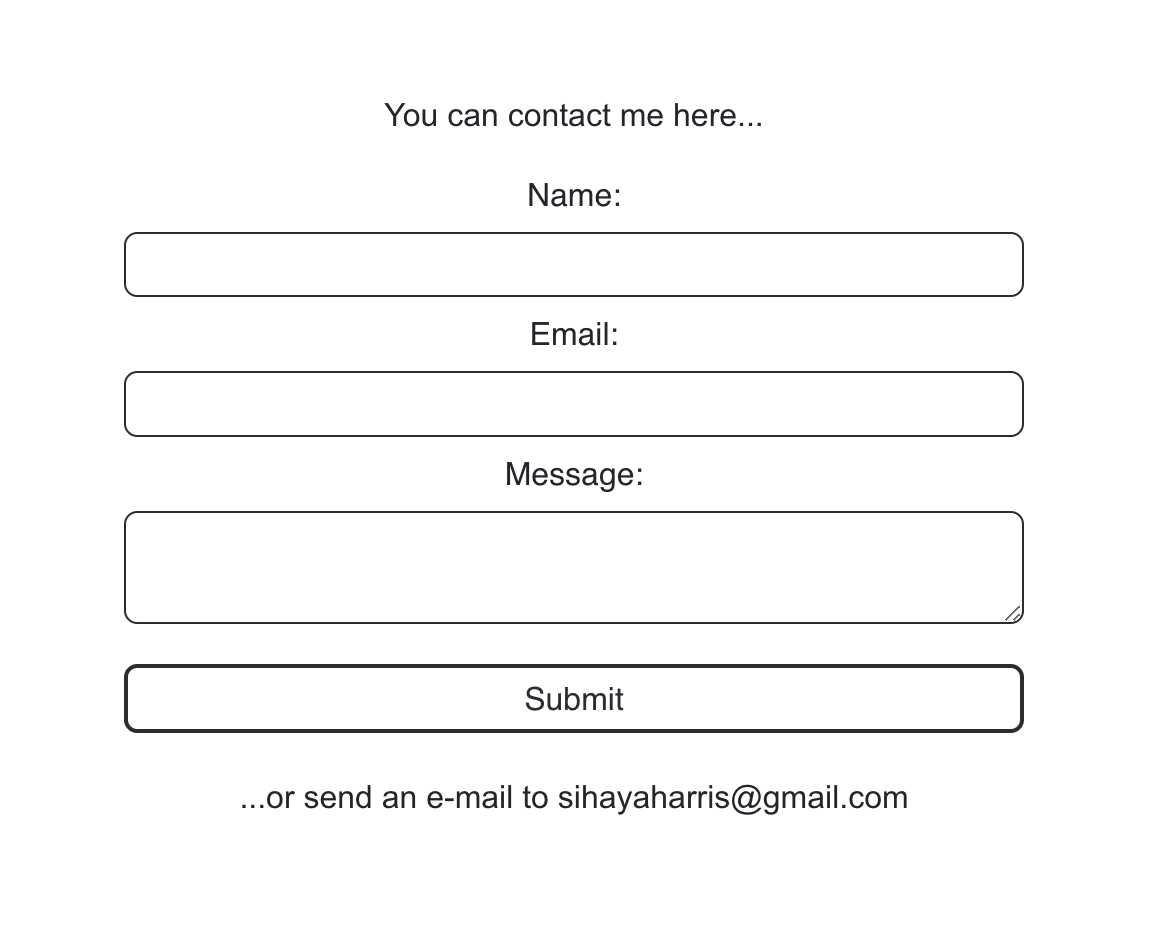 You can contact me here...
Name:
Email:
Message:
Submit
...or send an e-mail to sihayaharris@gmail.com